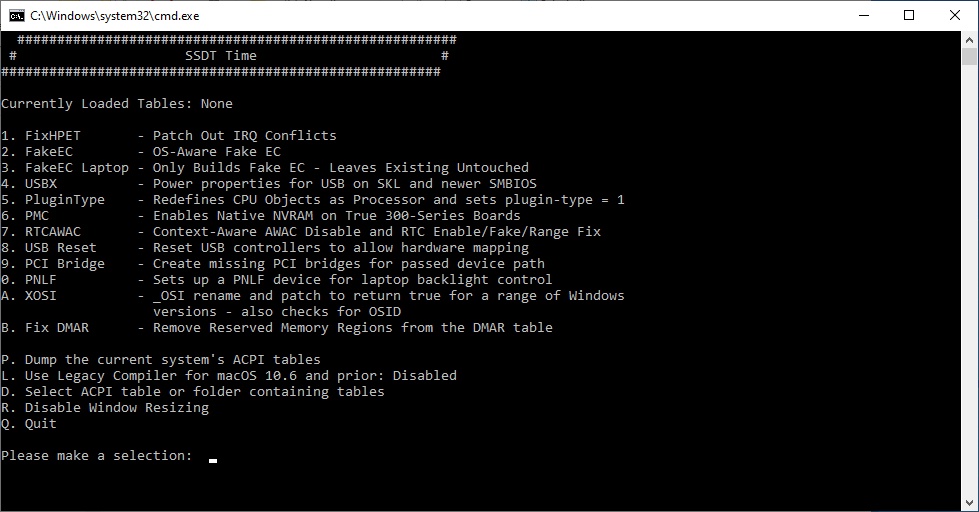 C:\Windows\system32\cmd.exe
  #######################################################
 #                     SSDT Time                       #
#######################################################

Currently Loaded Tables: None

1. FixHPET       - Patch Out IRQ Conflicts
2. FakeEC        - OS-Aware Fake EC
3. FakeEC Laptop - Only Builds Fake EC - Leaves Existing Untouched
4. USBX          - Power properties for USB on SKL and newer SMBIOS
5. PluginType    - Redefines CPU Objects as Processor and sets plugin-type = 1
6. PMC           - Enables Native NVRAM on True 300-Series Boards
7. RTCAWAC       - Context-Aware AWAC Disable and RTC Enable/Fake/Range Fix
8. USB Reset     - Reset USB controllers to allow hardware mapping
9. PCI Bridge    - Create missing PCI bridges for passed device path
0. PNLF          - Sets up a PNLF device for laptop backlight control
A. XOSI          - _OSI rename and patch to return true for a range of Windows
                   versions - also checks for OSID
B. Fix DMAR      - Remove Reserved Memory Regions from the DMAR table

P. Dump the current system's ACPI tables
L. Use Legacy Compiler for macOS 10.6 and prior: Disabled
D. Select ACPI table or folder containing tables
R. Disable Window Resizing
Q. Quit

Please make a selection:  _